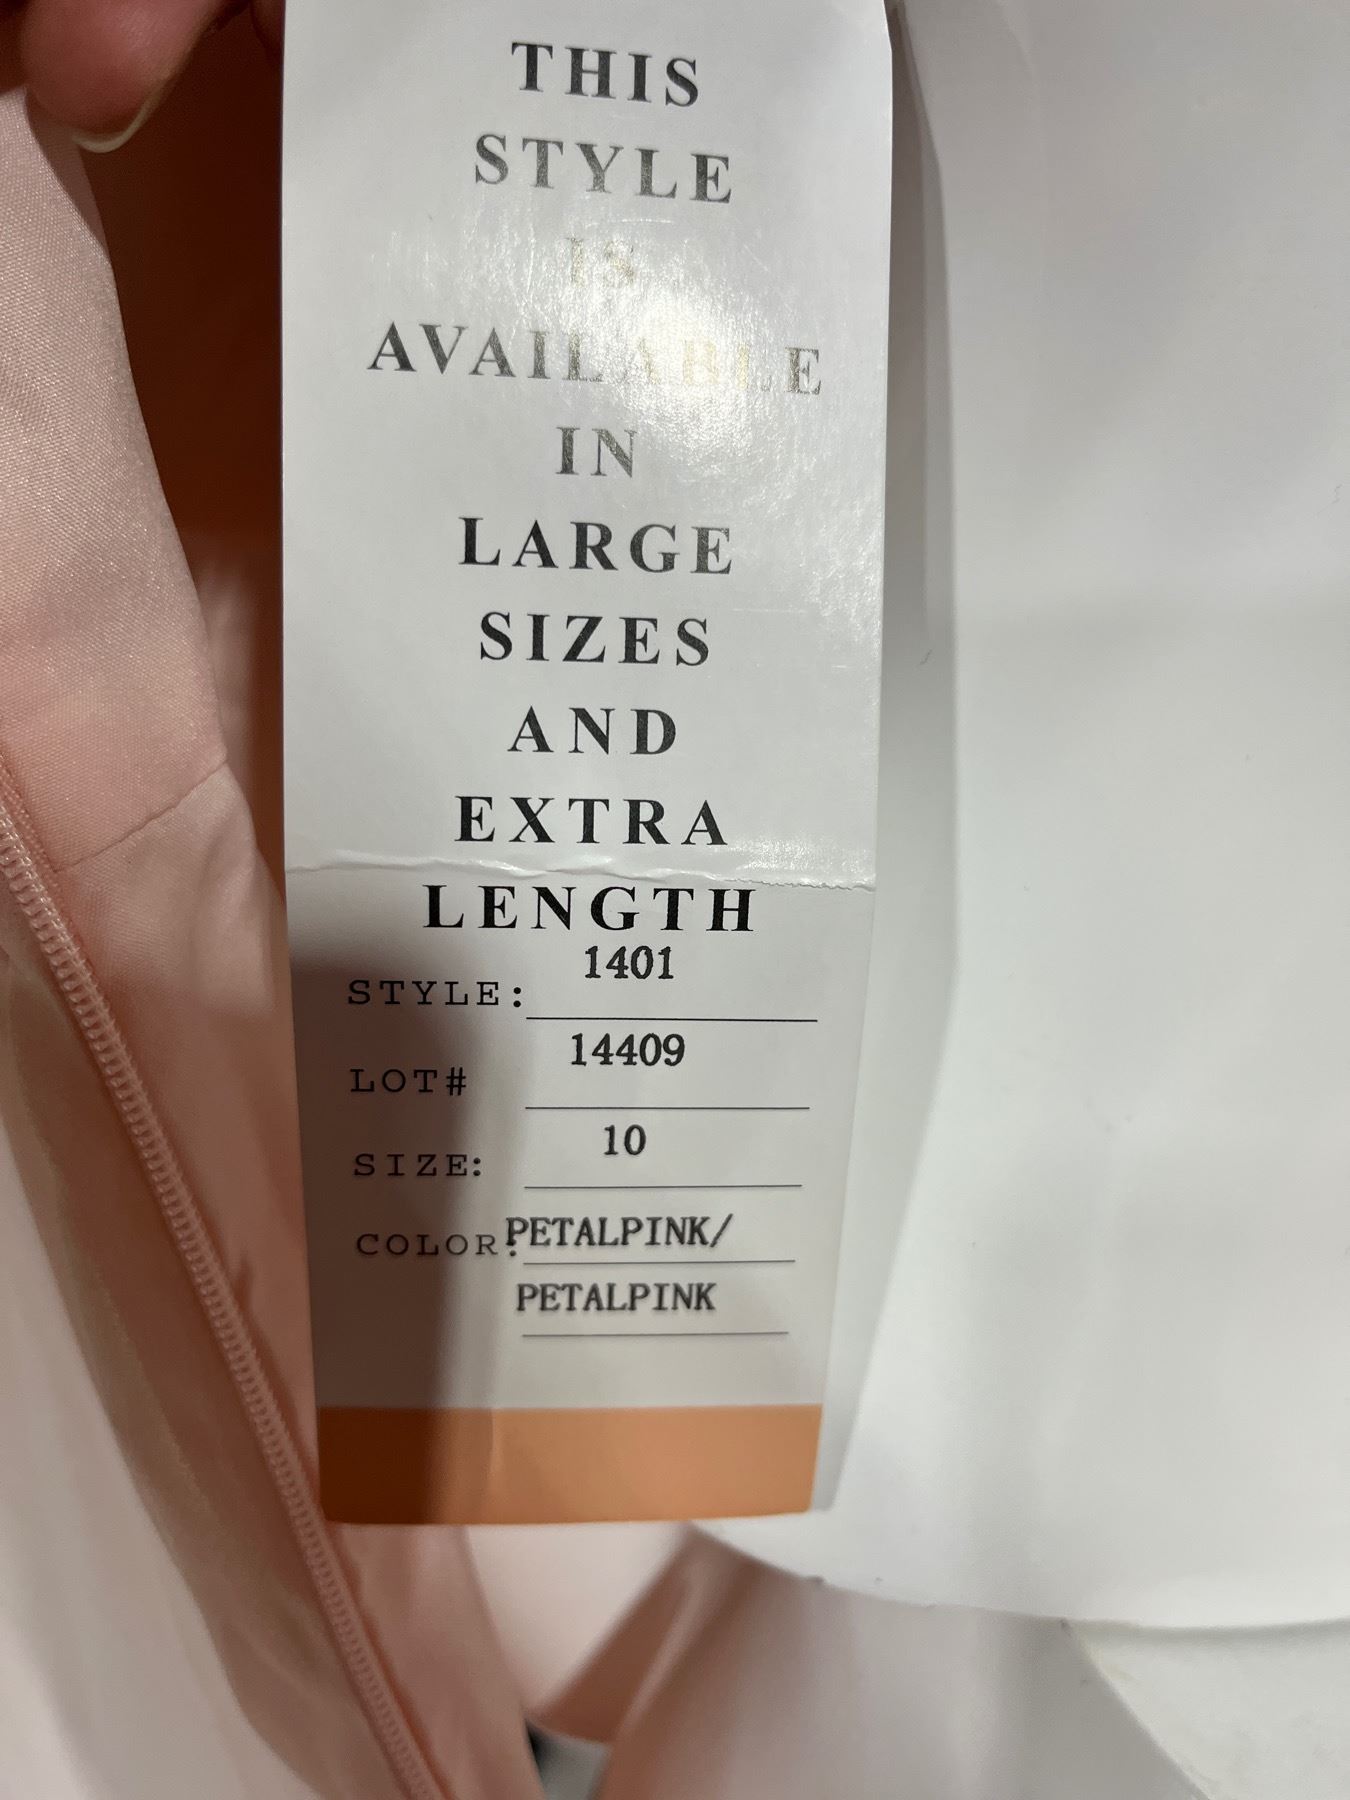 THIS
STYLE
IS
AVAILABLE
IN
LARGE
SIZES
AND
EXTRA
LENGTH
STYLE: 1401
LOT# 14409
SIZE: 10
COLOR: PETALPINK/
PETALPINK